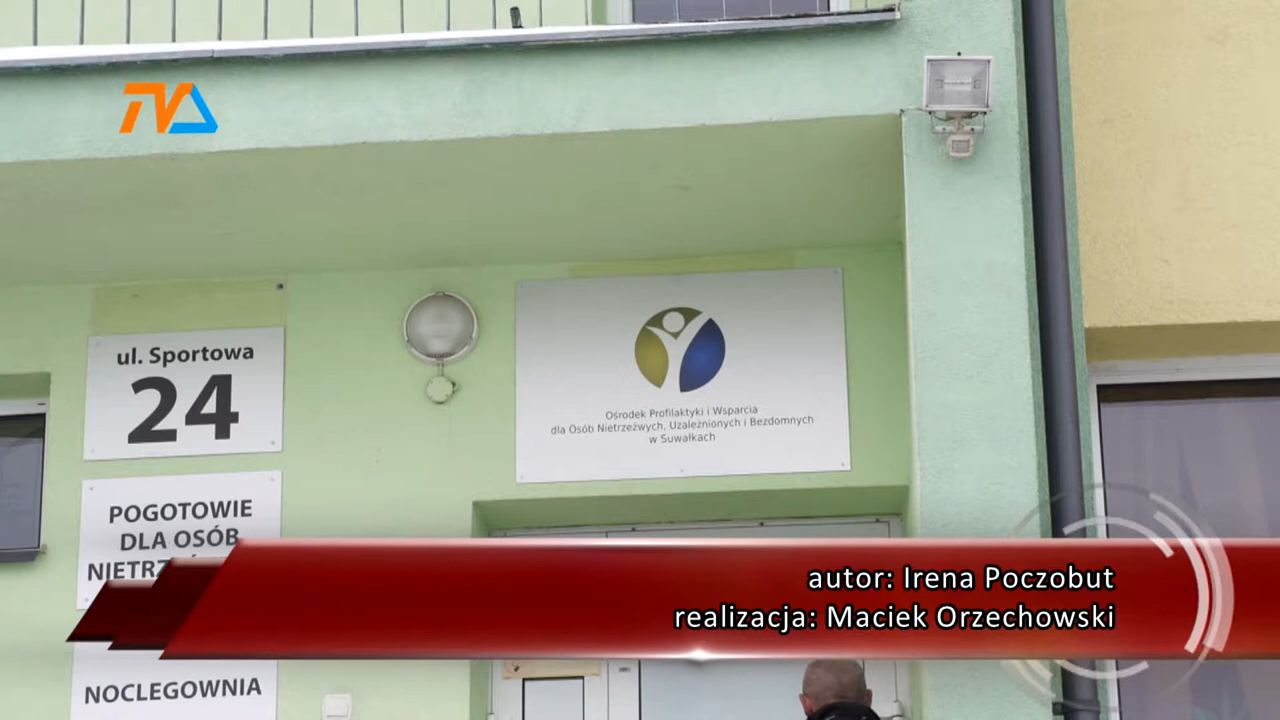 TVA
ul. Sportowa
24
Ośrodek Profilaktyki i Wsparcia
dla Osób Nietrzeźwych, Uzależnionych i Bezdomnych
w Suwałkach
POGOTOWIE
DLA OSÓB
autor: Irena Poczobut
realizacja: Maciek Orzechowski
NOCLEGOWNIA